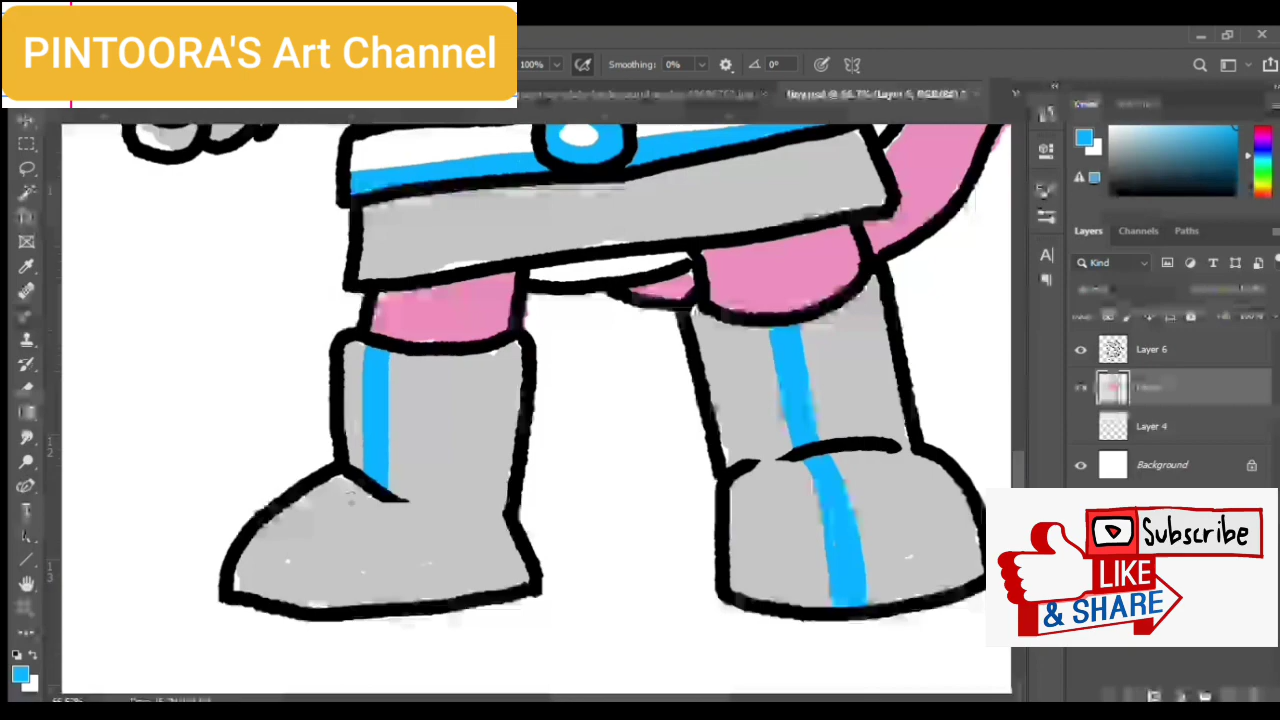 PINTOORA'S Art Channel
100%
Smoothing: 0%
0°
Layers Channels Paths
Kind
Layer 6
Layer 4
Background
Subscribe
LIKE
& SHARE